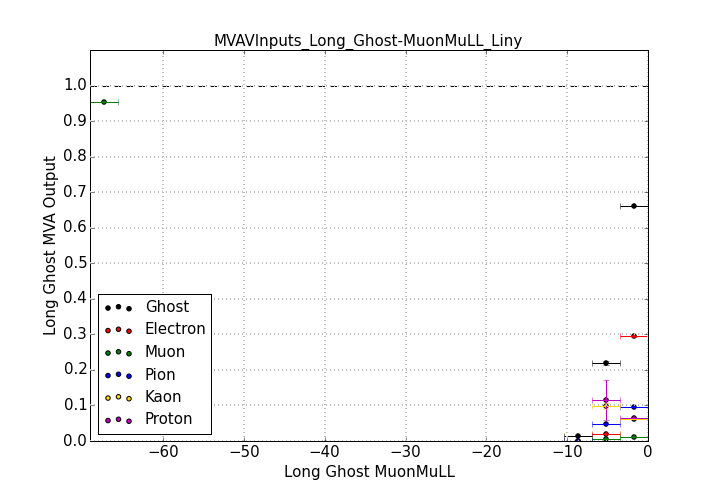 MVAVInputs_Long_Ghost-MuonMuLL_Liny
Long Ghost MVA Output
1.0
0.9
0.8
0.7
0.6
0.5
0.4
0.3
0.2
0.1
0.0
Ghost
Electron
Muon
Pion
Kaon
Proton
−60 −50 −40 −30 −20 −10 0
Long Ghost MuonMuLL